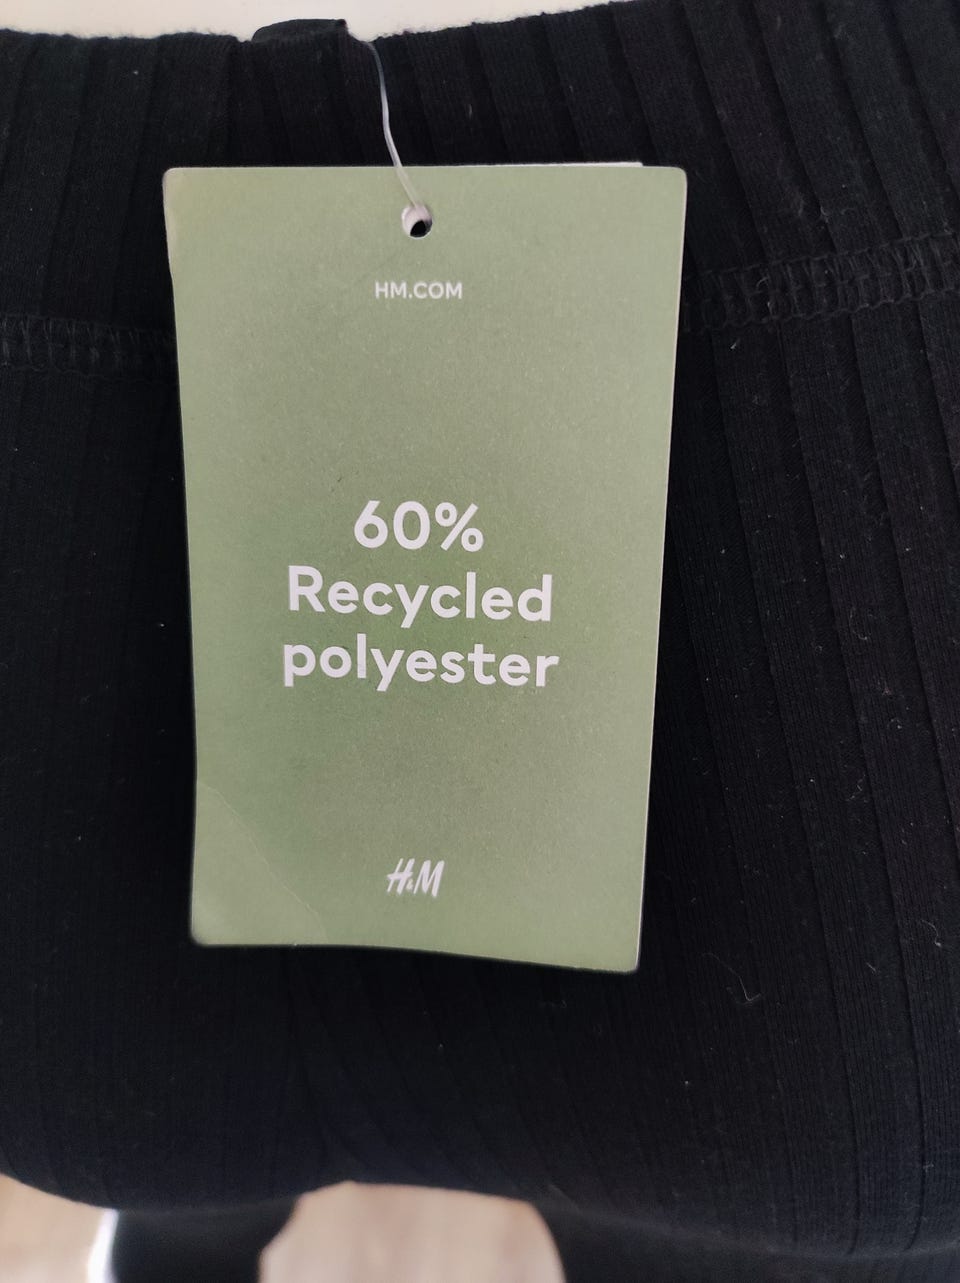 HM.COM
60%
Recycled
polyester
H&M